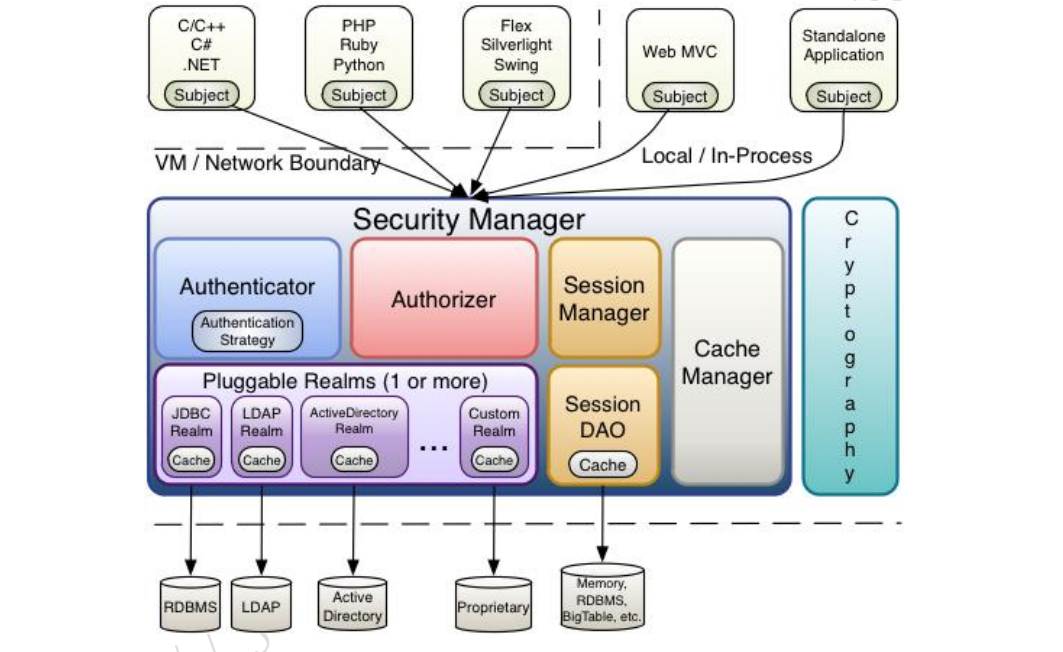 C/C++
C#
.NET
Subject
PHP
Ruby
Python
Subject
Flex
Silverlight
Swing
Subject
Web MVC
Subject
Standalone
Application
Subject
VM / Network Boundary
Local / In-Process
Security Manager
Authenticator
Authentication
Strategy
Authorizer
Session
Manager
Cache
Manager
Cryptography
Pluggable Realms (1 or more)
JDBC
Realm
Cache
LDAP
Realm
Cache
ActiveDirectory
Realm
Cache
...
Custom
Realm
Cache
Session
DAO
Cache
RDBMS
LDAP
Active
Directory
Proprietary
Memory,
RDBMS,
BigTable, etc.